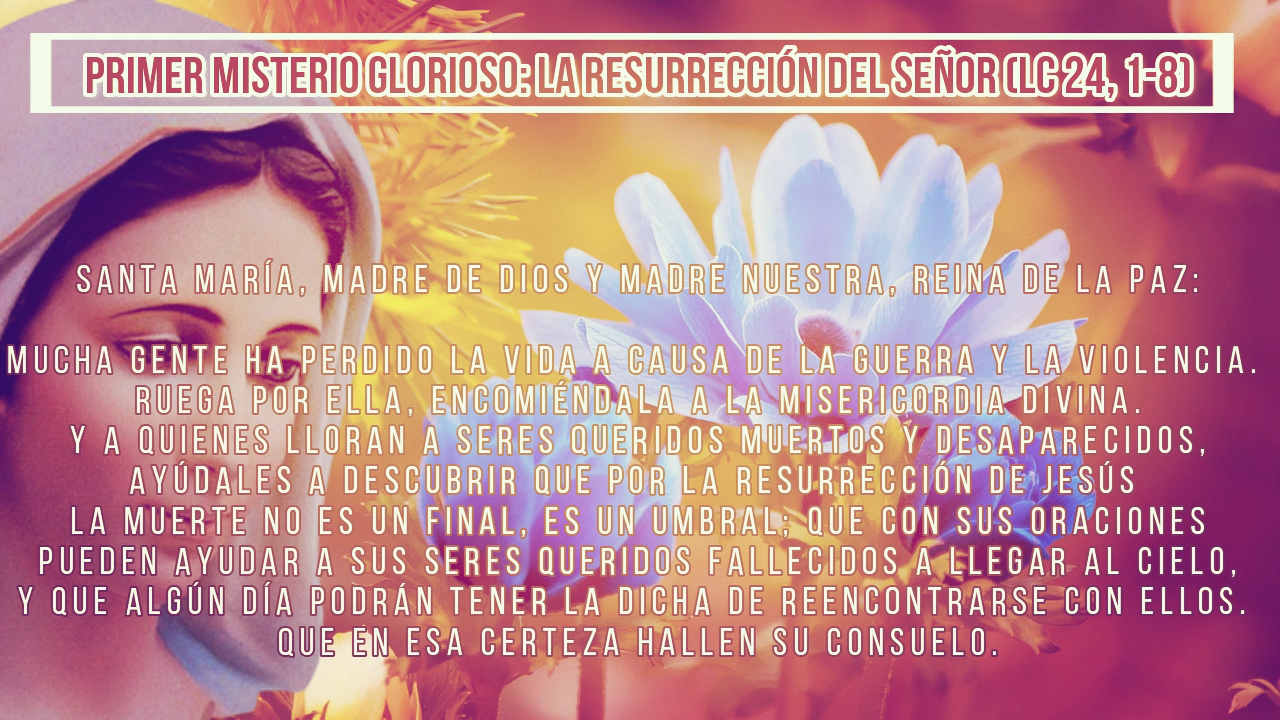 PRIMER MISTERIO GLORIOSO: LA RESURRECCIÓN DEL SEÑOR (LC 24, 1-8)
SANTA MARÍA, MADRE DE DIOS Y MADRE NUESTRA, REINA DE LA PAZ:
MUCHA GENTE HA PERDIDO LA VIDA A CAUSA DE LA GUERRA Y LA VIOLENCIA.
RUEGA POR ELLA, ENCOMIÉNDALA A LA MISERICORDIA DIVINA.
Y A QUIENES LLORAN A SERES QUERIDOS MUERTOS Y DESAPARECIDOS,
AYÚDALES A DESCUBRIR QUE POR LA RESURRECCIÓN DE JESÚS
LA MUERTE NO ES UN FINAL, ES UN UMBRAL; QUE CON SUS ORACIONES
PUEDEN AYUDAR A SUS SERES QUERIDOS FALLECIDOS A LLEGAR AL CIELO,
Y QUE ALGÚN DÍA PODRÁN TENER LA DICHA DE REENCONTRARSE CON ELLOS.
QUE EN ESA CERTEZA HALLEN SU CONSUELO.